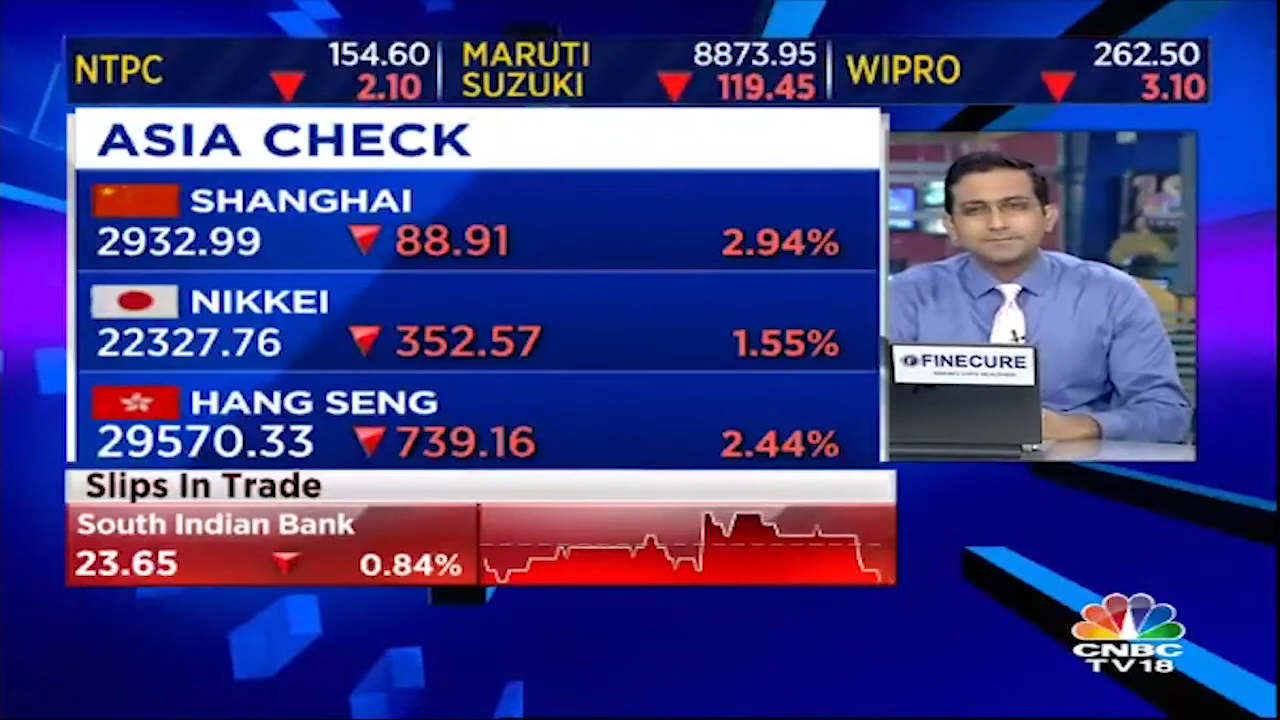 NTPC 154.60 2.10
MARUTI SUZUKI 8873.95 119.45
WIPRO 262.50 3.10
ASIA CHECK
SHANGHAI
2932.99 88.91 2.94%
NIKKEI
22327.76 352.57 1.55%
HANG SENG
29570.33 739.16 2.44%
FINECURE
Slips In Trade
South Indian Bank
23.65 0.84%
CNBC
TV18